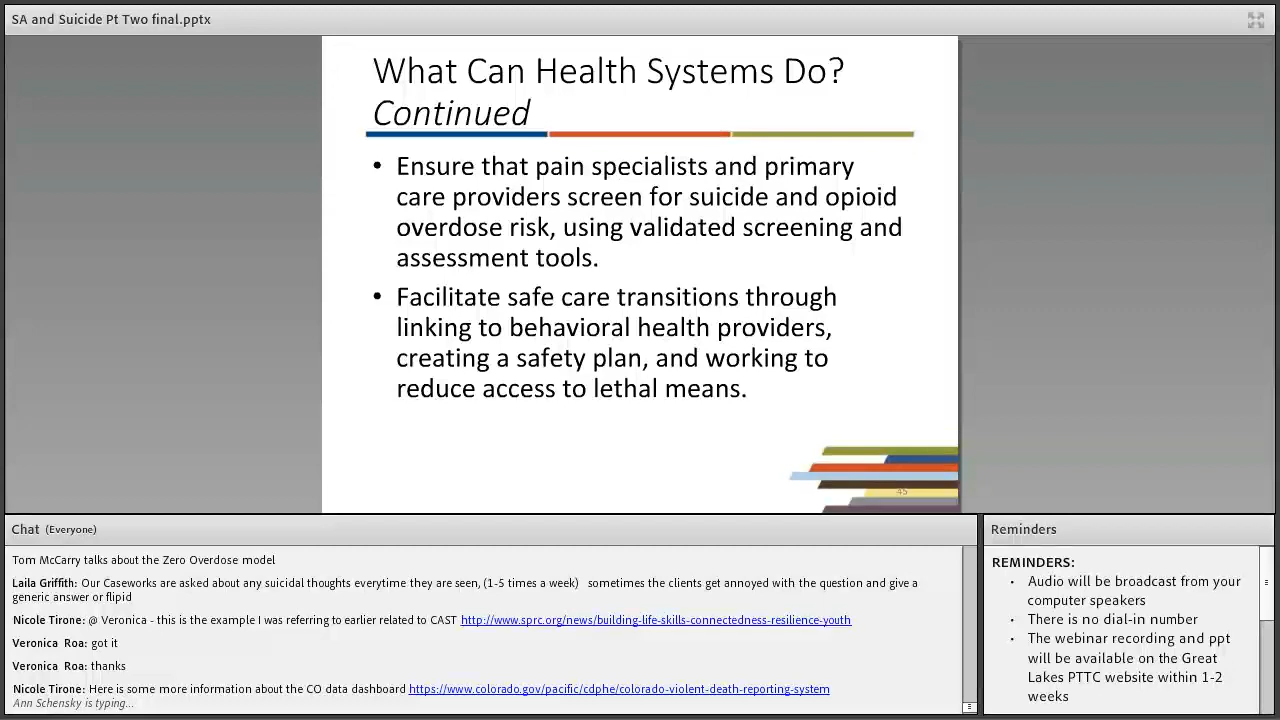 SA and Suicide Pt Two final.pptx
What Can Health Systems Do?
Continued
• Ensure that pain specialists and primary
care providers screen for suicide and opioid
overdose risk, using validated screening and
assessment tools.
• Facilitate safe care transitions through
linking to behavioral health providers,
creating a safety plan, and working to
reduce access to lethal means.
45
Chat (Everyone)
Tom McCarry talks about the Zero Overdose model
Laila Griffith: Our Caseworks are asked about any suicidal thoughts everytime they are seen, (1-5 times a week) sometimes the clients get annoyed with the question and give a
generic answer or flipid
Nicole Tirone: @ Veronica - this is the example I was referring to earlier related to CAST http://www.sprc.org/news/building-life-skills-connectedness-resilience-youth
Veronica Roa: got it
Veronica Roa: thanks
Nicole Tirone: Here is some more information about the CO data dashboard https://www.colorado.gov/pacific/cdphe/colorado-violent-death-reporting-system
Ann Schensky is typing...
Reminders
REMINDERS:
• Audio will be broadcast from your
computer speakers
• There is no dial-in number
• The webinar recording and ppt
will be available on the Great
Lakes PTTC website within 1-2
weeks